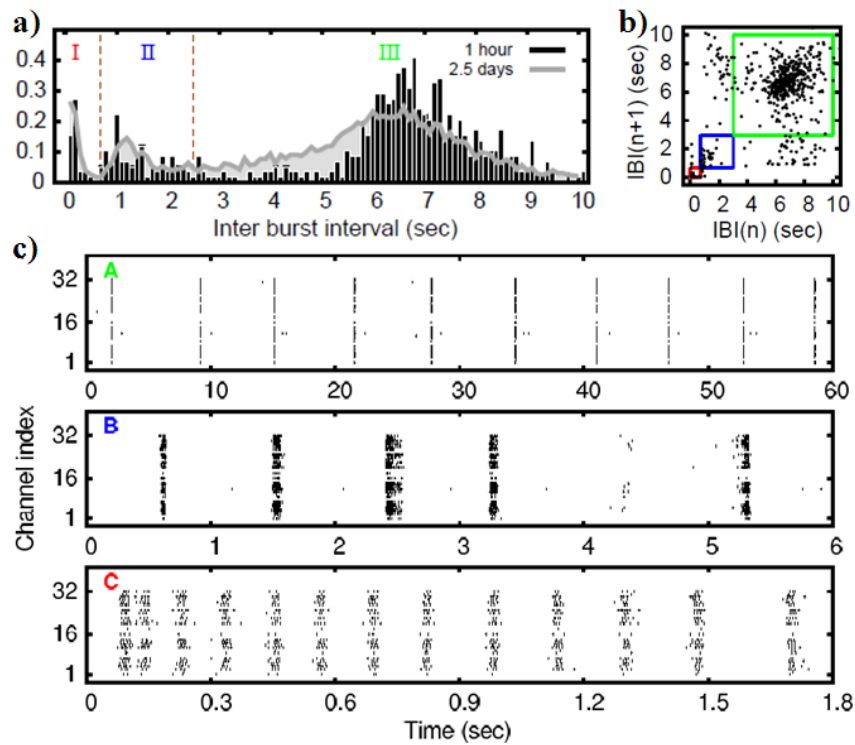 a)
I II III
1 hour
2.5 days
0.4
0.3
0.2
0.1
0
0 1 2 3 4 5 6 7 8 9 10
Inter burst interval (sec)
b)
IBI(n+1) (sec)
10
8
6
4
2
0
0 2 4 6 8 10
IBI(n) (sec)
c)
Channel index
A
32
16
1
0 10 20 30 40 50 60
B
32
16
1
0 1 2 3 4 5 6
C
32
16
1
0 0.3 0.6 0.9 1.2 1.5 1.8
Time (sec)